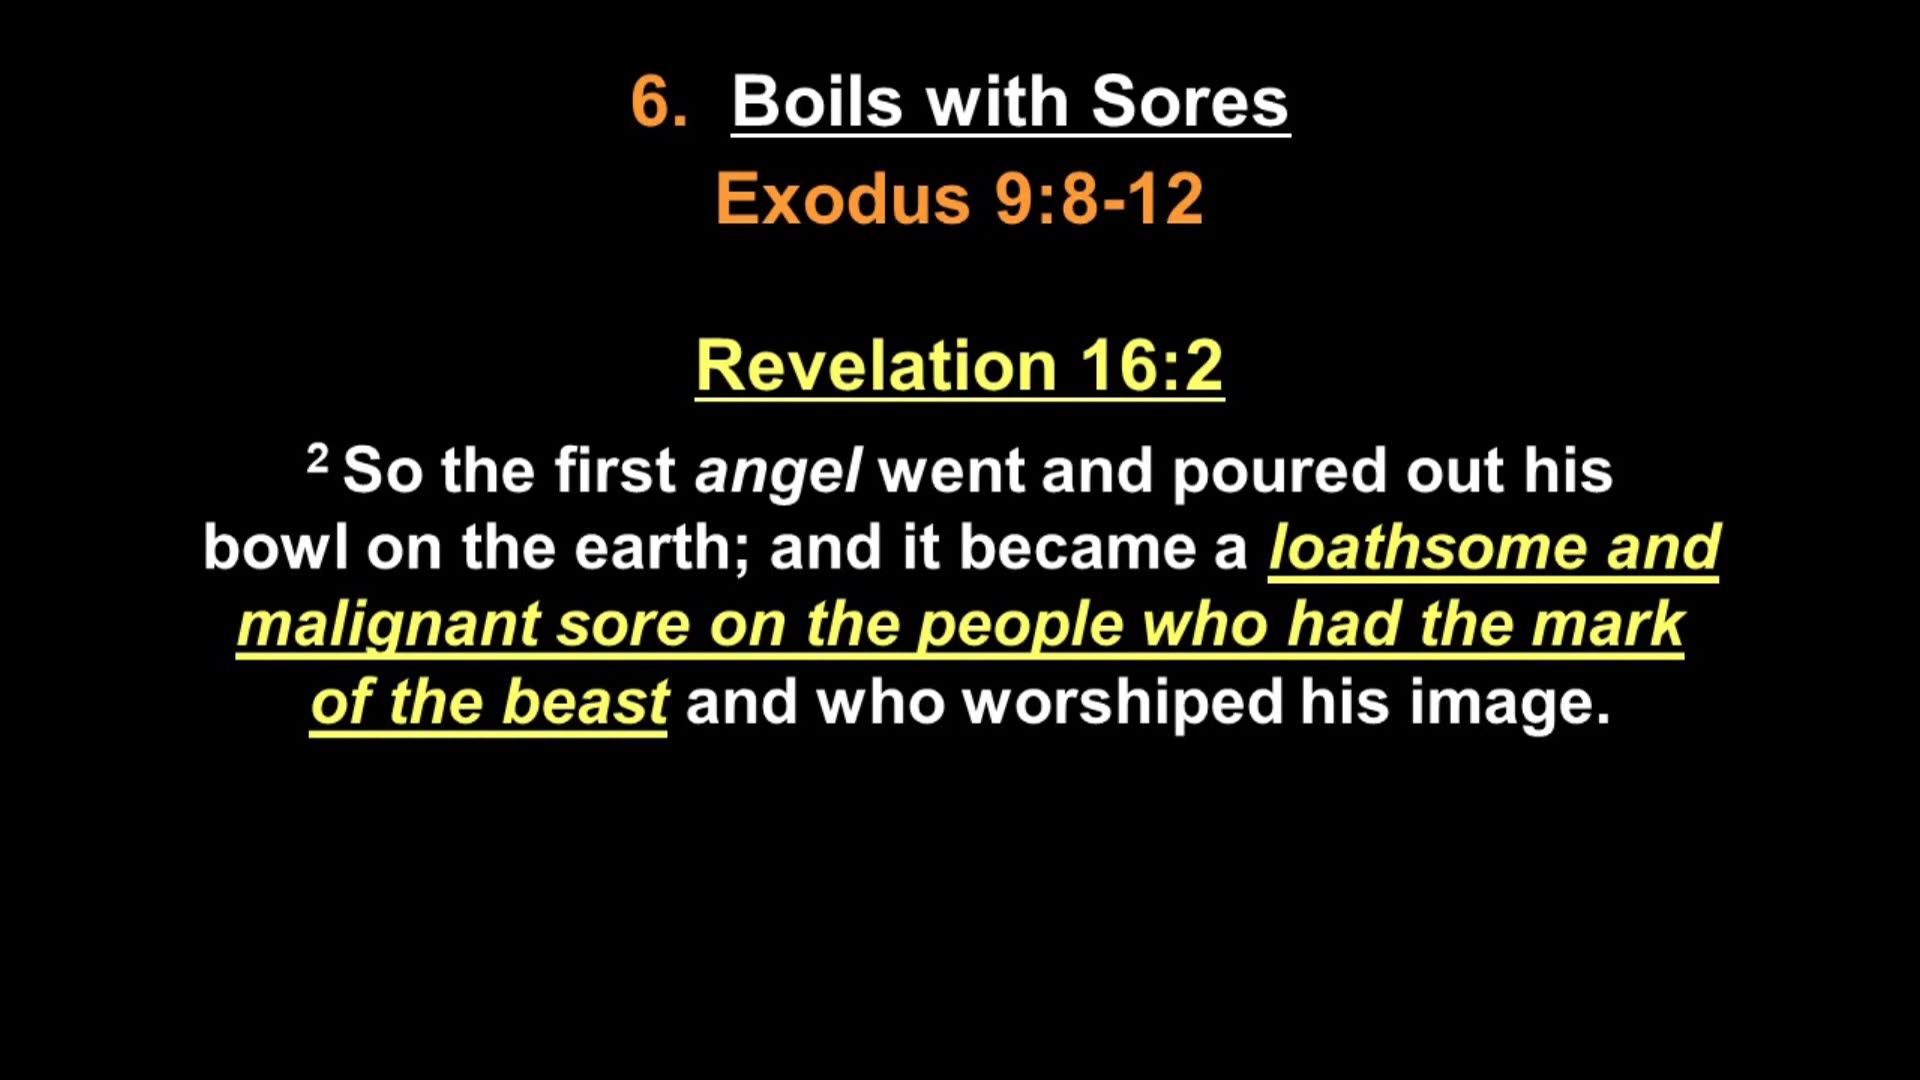 6. Boils with Sores
Exodus 9:8-12
Revelation 16:2
2 So the first angel went and poured out his
bowl on the earth; and it became a loathsome and
malignant sore on the people who had the mark
of the beast and who worshiped his image.